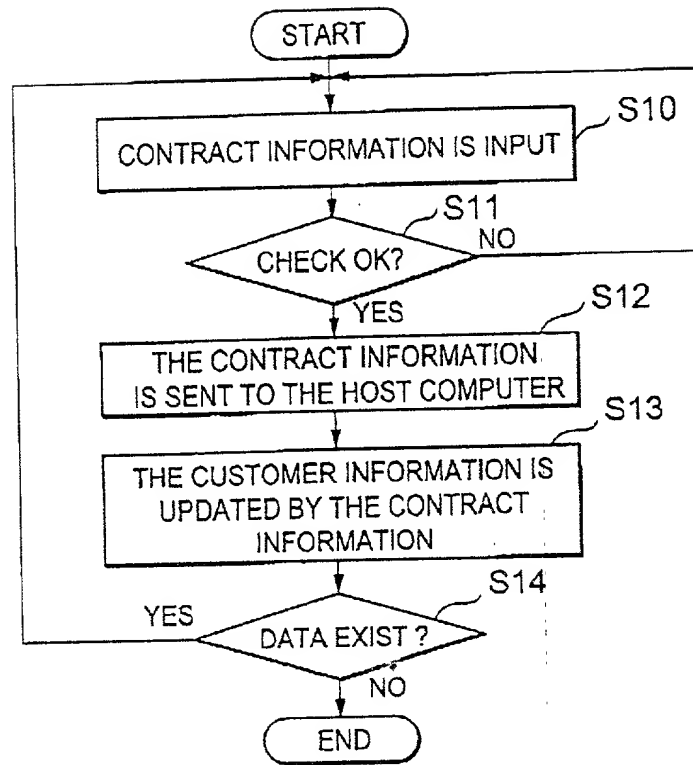 START
CONTRACT INFORMATION IS INPUT
S10
CHECK OK?
S11
NO
YES
S12
THE CONTRACT INFORMATION
IS SENT TO THE HOST COMPUTER
S13
THE CUSTOMER INFORMATION IS
UPDATED BY THE CONTRACT
INFORMATION
S14
YES
DATA EXIST ?
NO
END